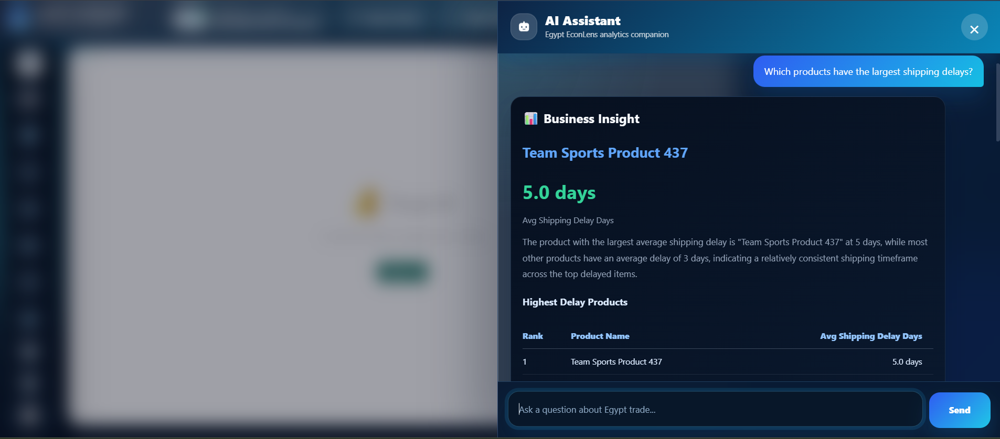 AI Assistant
Egypt EconLens analytics companion
Which products have the largest shipping delays?
Business Insight
Team Sports Product 437
5.0 days
Avg Shipping Delay Days
The product with the largest average shipping delay is "Team Sports Product 437" at 5 days, while most
other products have an average delay of 3 days, indicating a relatively consistent shipping timeframe
across the top delayed items.
Highest Delay Products
Rank Product Name Avg Shipping Delay Days
1 Team Sports Product 437 5.0 days
Ask a question about Egypt trade...
Send